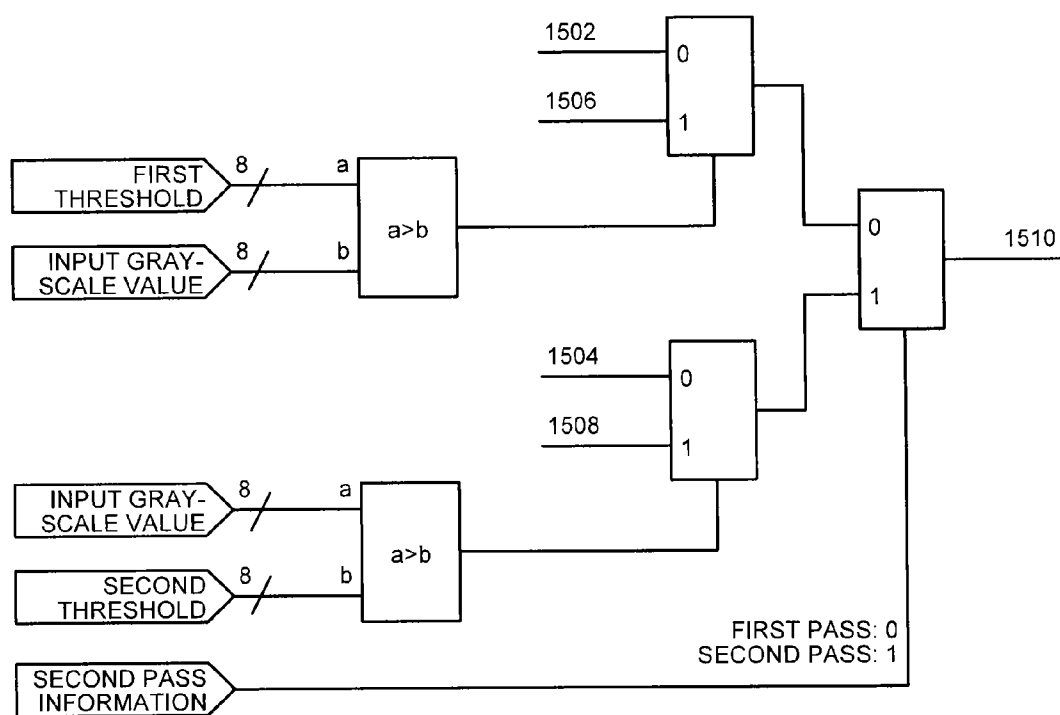 1502
0
1506
1
FIRST
THRESHOLD
8
a
INPUT GRAY-
SCALE VALUE
8
b
a>b
0
1
1510
1504
0
1508
1
INPUT GRAY-
SCALE VALUE
8
a
SECOND
THRESHOLD
8
b
a>b
FIRST PASS: 0
SECOND PASS: 1
SECOND PASS
INFORMATION